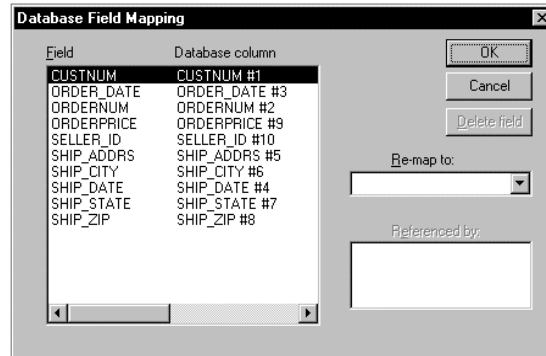 Database Field Mapping
Field Database column
CUSTNUM CUSTNUM #1
ORDER_DATE ORDER_DATE #3
ORDERNUM ORDERNUM #2
ORDERPRICE ORDERPRICE #9
SELLER_ID SELLER_ID #10
SHIP_ADDRS SHIP_ADDRS #5
SHIP_CITY SHIP_CITY #6
SHIP_DATE SHIP_DATE #4
SHIP_STATE SHIP_STATE #7
SHIP_ZIP SHIP_ZIP #8
OK
Cancel
Delete field
Re-map to:
Referenced by: